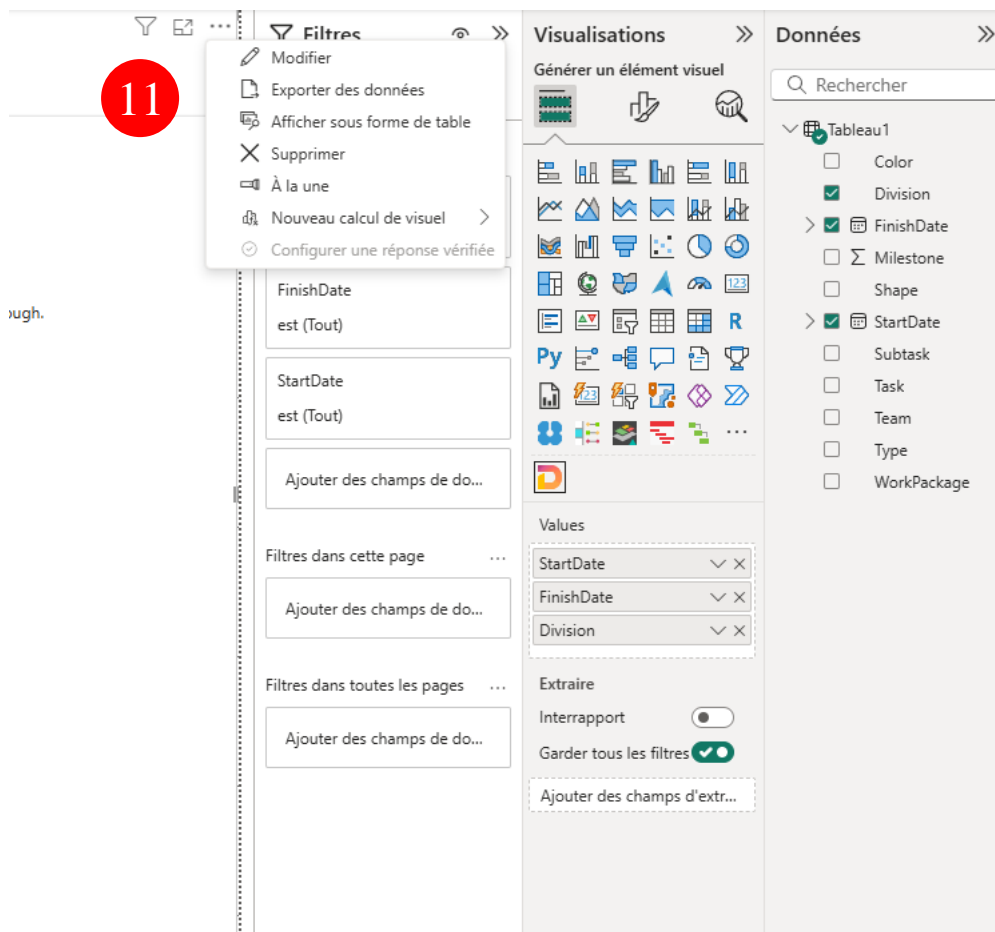 11
ough.
Modifier
Exporter des données
Afficher sous forme de table
Supprimer
À la une
Nouveau calcul de visuel
Configurer une réponse vérifiée
Filtres
FinishDate
est (Tout)
StartDate
est (Tout)
Ajouter des champs de do...
Filtres dans cette page ...
Ajouter des champs de do...
Filtres dans toutes les pages ...
Ajouter des champs de do...
Visualisations
Générer un élément visuel
123
R
Py
123
...
Values
StartDate
FinishDate
Division
Extraire
Interrapport
Garder tous les filtres
Ajouter des champs d'extr...
Données
Rechercher
Tableau1
Color
Division
FinishDate
Σ Milestone
Shape
StartDate
Subtask
Task
Team
Type
WorkPackage